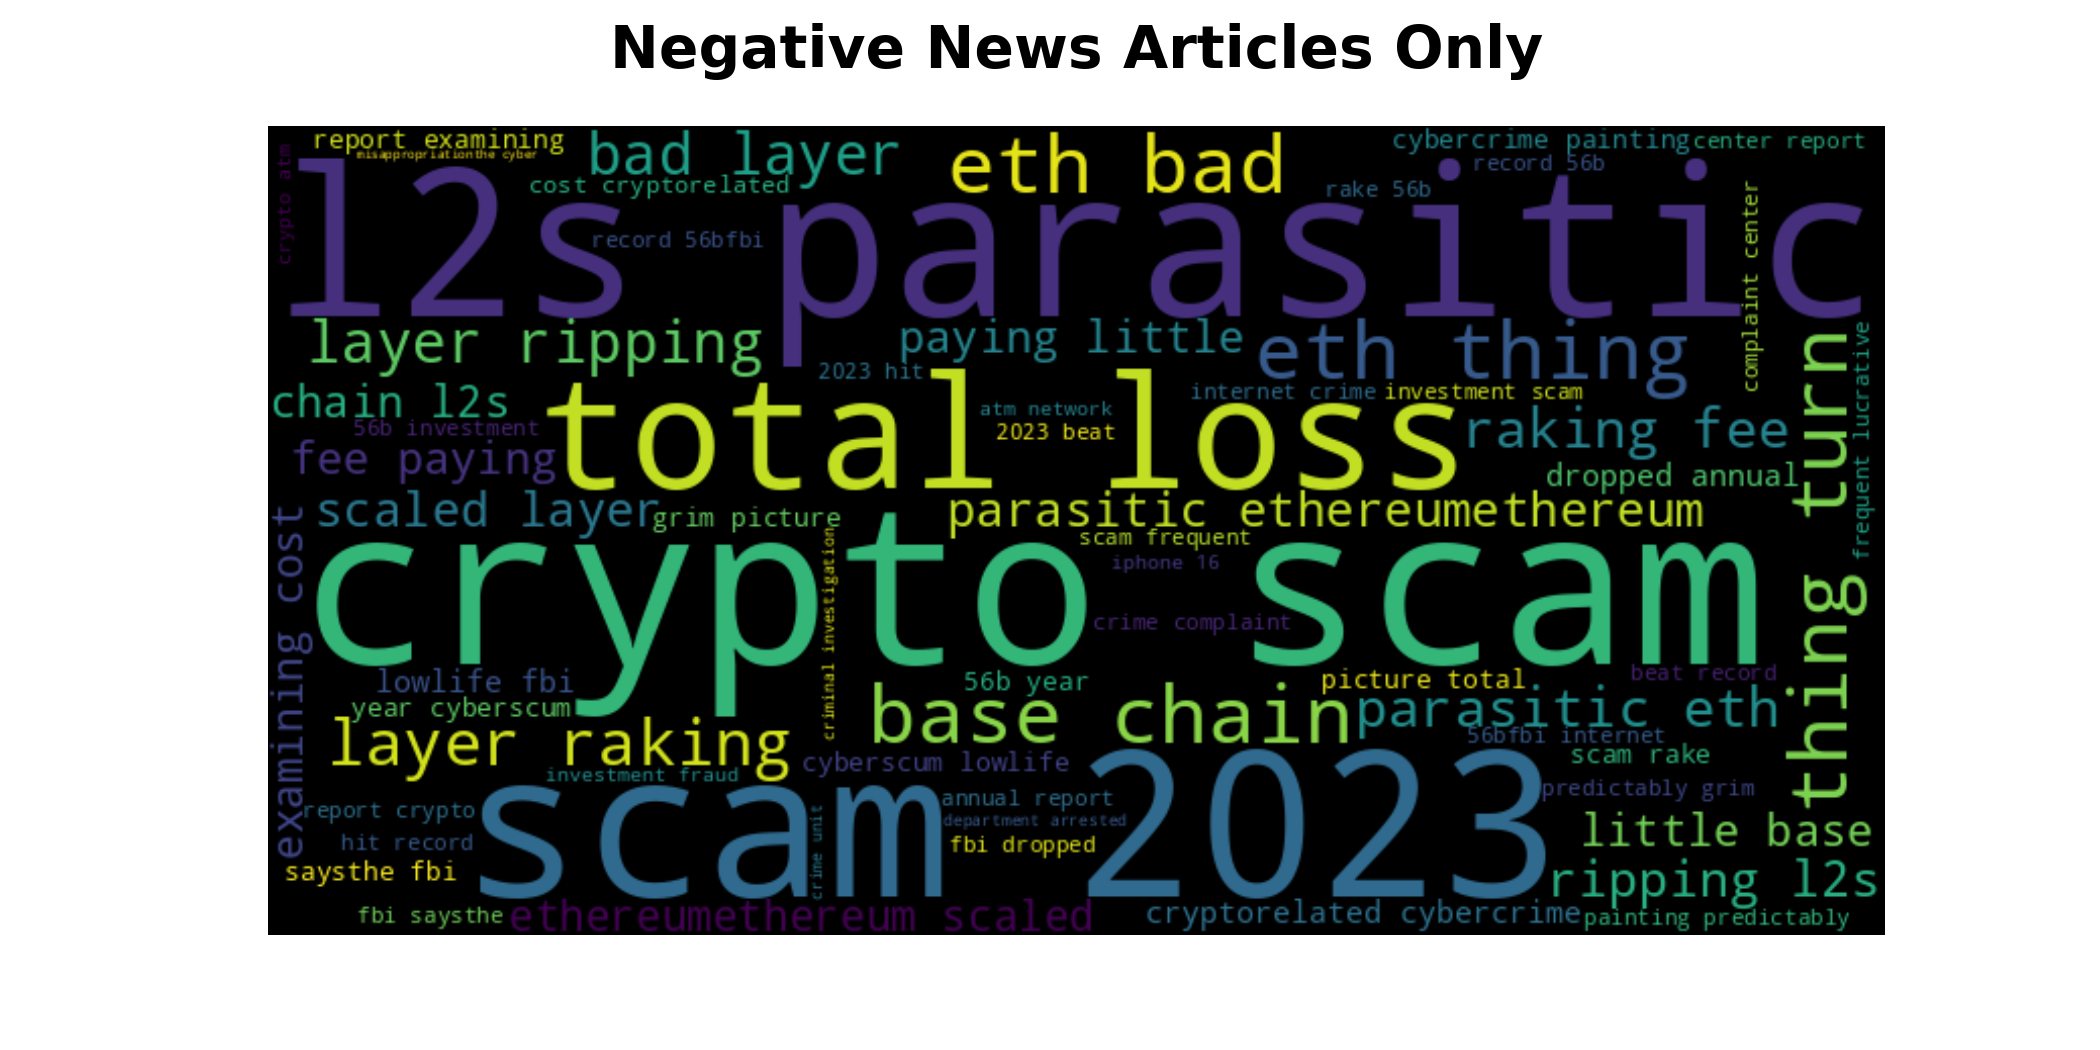 Negative News Articles Only
report examining
misappropriationthe cyber
bad layer
eth bad
cybercrime painting
center report
crypto atm
cost cryptorelated
record 56b
rake 56b
l2s parasitic
record 56bfbi
complaint center
layer ripping
paying little
eth thing
2023 hit
chain l2s
total loss
internet crime
investment scam
atm network
2023 beat
56b investment
fee paying
raking fee
dropped annual
thing turn
frequent lucrative
scaled layer
grim picture
parasitic ethereumethereum
scam frequent
iphone 16
crypto scam
crime complaint
criminal investigation
examining cost
lowlife fbi
year cyberscum
56b year
picture total
beat record
base chain
parasitic eth
56bfbi internet
layer raking
cyberscum lowlife
scam rake
investment fraud
scam 2023
predictably grim
report crypto
annual report
department arrested
crime unit
hit record
fbi dropped
little base
saysthe fbi
ripping l2s
fbi saysthe
ethereumethereum scaled
cryptorelated cybercrime
painting predictably